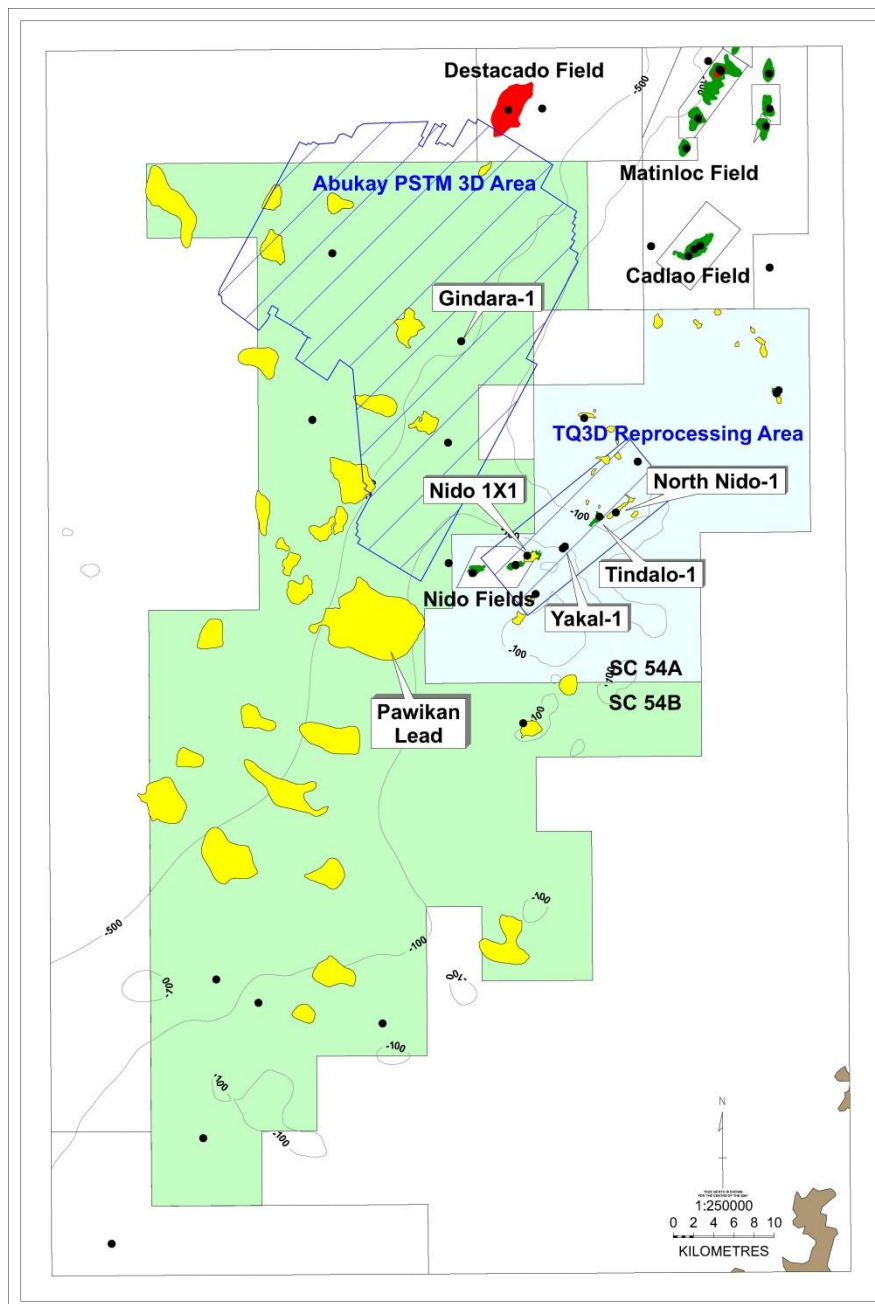 Destacado Field
-500
Matinloc Field
Abukay PSTM 3D Area
Cadlao Field
Gindara-1
TQ3D Reprocessing Area
Nido 1X1
North Nido-1
-100
Nido Fields
Tindalo-1
Yakal-1
-100
SC 54A
-100
SC 54B
-100
Pawikan
Lead
-100
-500
-100
-100
-100
-100
-100
-100
N
1:250000
0 2 4 6 8 10
KILOMETRES